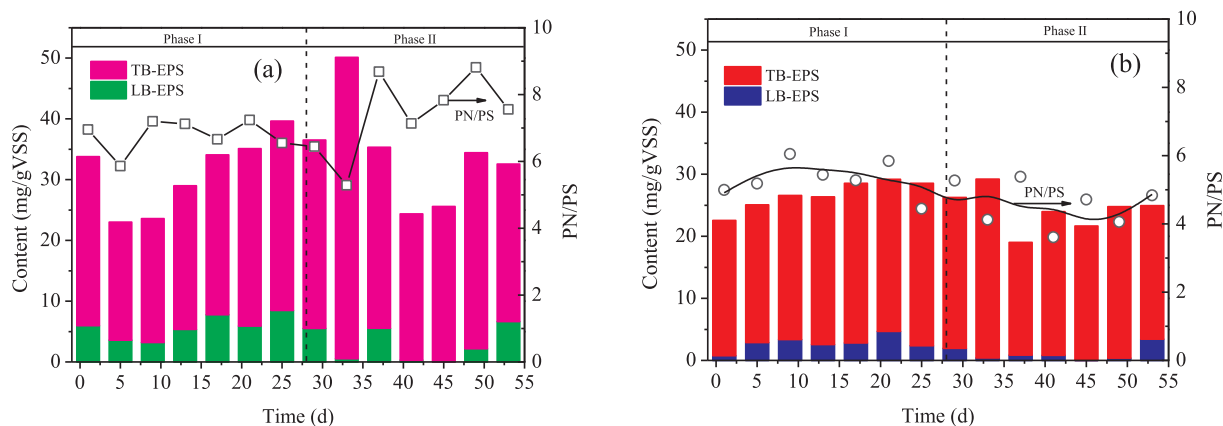 Phase I
Phase II
(a)
TB-EPS
LB-EPS
PN/PS
Content (mg/gVSS)
50
40
30
20
10
0
10
8
6
4
2
0
PN/PS
0 5 10 15 20 25 30 35 40 45 50 55
Time (d)
Phase I
Phase II
(b)
TB-EPS
LB-EPS
PN/PS
Content (mg/gVSS)
50
40
30
20
10
0
10
8
6
4
2
0
PN/PS
0 5 10 15 20 25 30 35 40 45 50 55
Time (d)